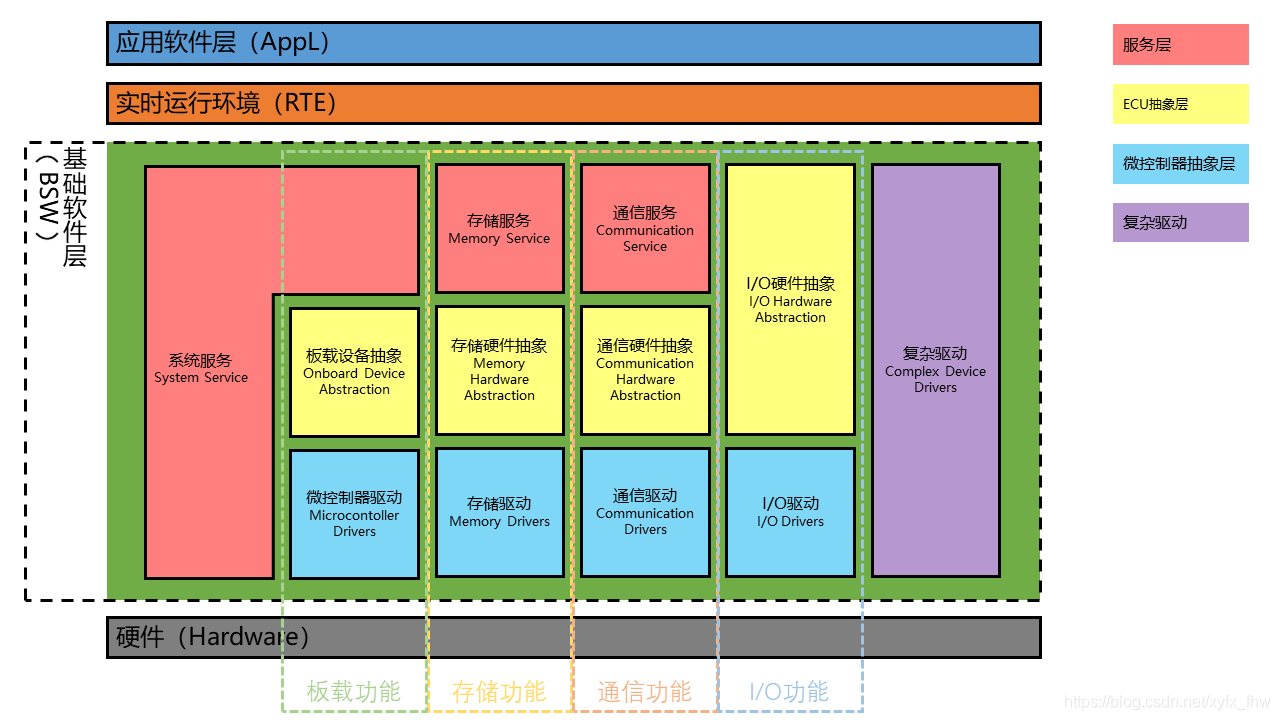 应用软件层（AppL）
实时运行环境（RTE）
基础软件层
（BSW）
系统服务
System Service
存储服务
Memory Service
通信服务
Communication
Service
I/O硬件抽象
I/O Hardware
Abstraction
复杂驱动
Complex Device
Drivers
板载设备抽象
Onboard Device
Abstraction
存储硬件抽象
Memory
Hardware
Abstraction
通信硬件抽象
Communication
Hardware
Abstraction
微控制器驱动
Microcontoller
Drivers
存储驱动
Memory Drivers
通信驱动
Communication
Drivers
I/O驱动
I/O Drivers
硬件（Hardware）
板载功能
存储功能
通信功能
I/O功能
服务层
ECU抽象层
微控制器抽象层
复杂驱动
https://blog.csdn.net/xyfx_fhw